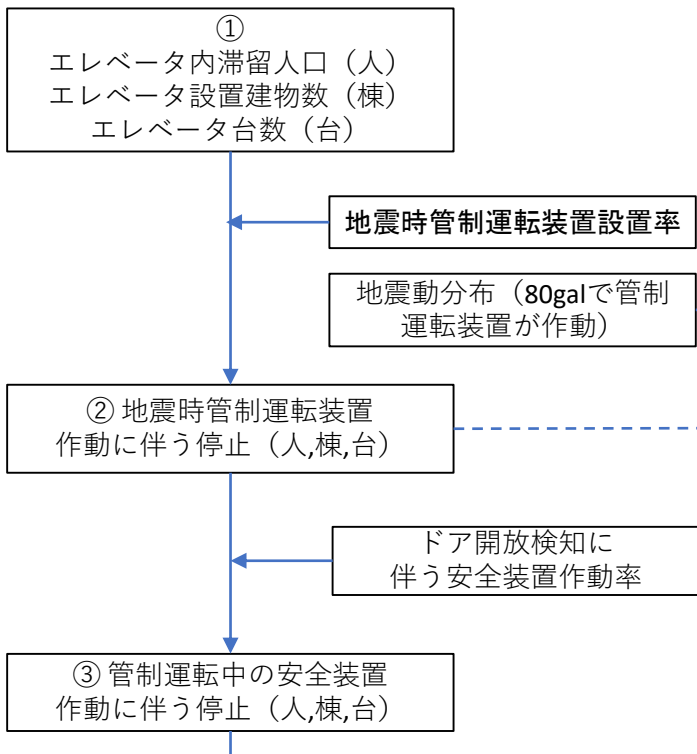 ①
エレベータ内滞留人口（人）
エレベータ設置建物数（棟）
エレベータ台数（台）
地震時管制運転装置設置率
地震動分布（80galで管制
運転装置が作動）
② 地震時管制運転装置
作動に伴う停止（人,棟,台）
ドア開放検知に
伴う安全装置作動率
③ 管制運転中の安全装置
作動に伴う停止（人,棟,台）